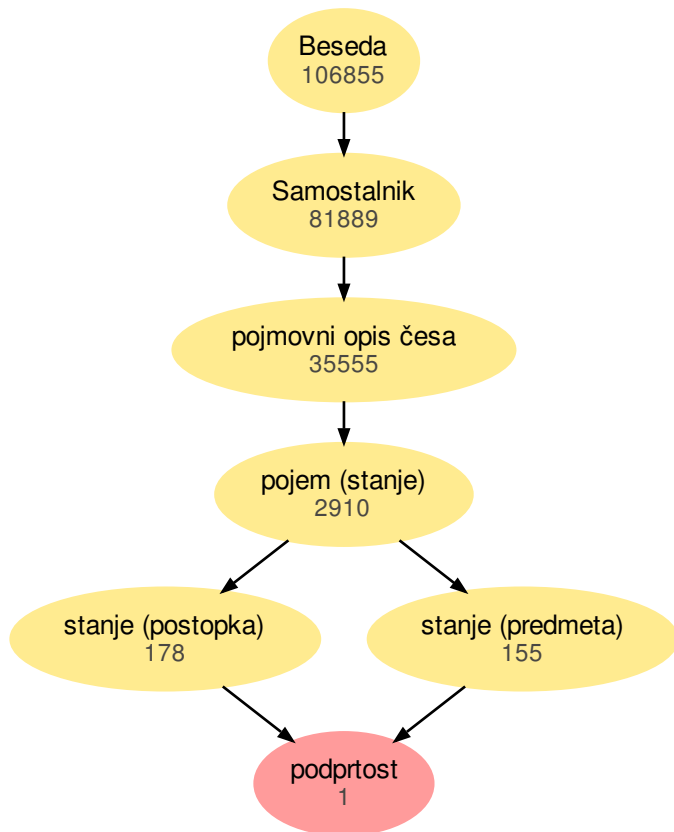 Beseda
106855
Samostalnik
81889
pojmovni opis česa
35555
pojem (stanje)
2910
stanje (postopka)
178
stanje (predmeta)
155
podprtost
1